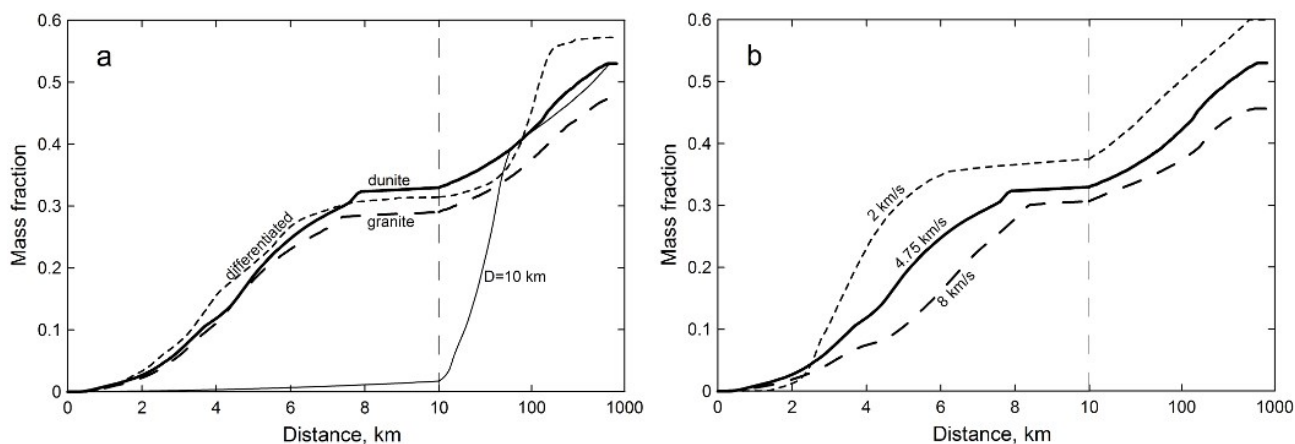 a
0.6
0.5
0.4
0.3
0.2
0.1
0
Mass fraction
dunite
differentiated
granite
D=10 km
0 2 4 6 8 10 100 1000
Distance, km
b
0.6
0.5
0.4
0.3
0.2
0.1
0
Mass fraction
2 km/s
4.75 km/s
8 km/s
0 2 4 6 8 10 100 1000
Distance, km